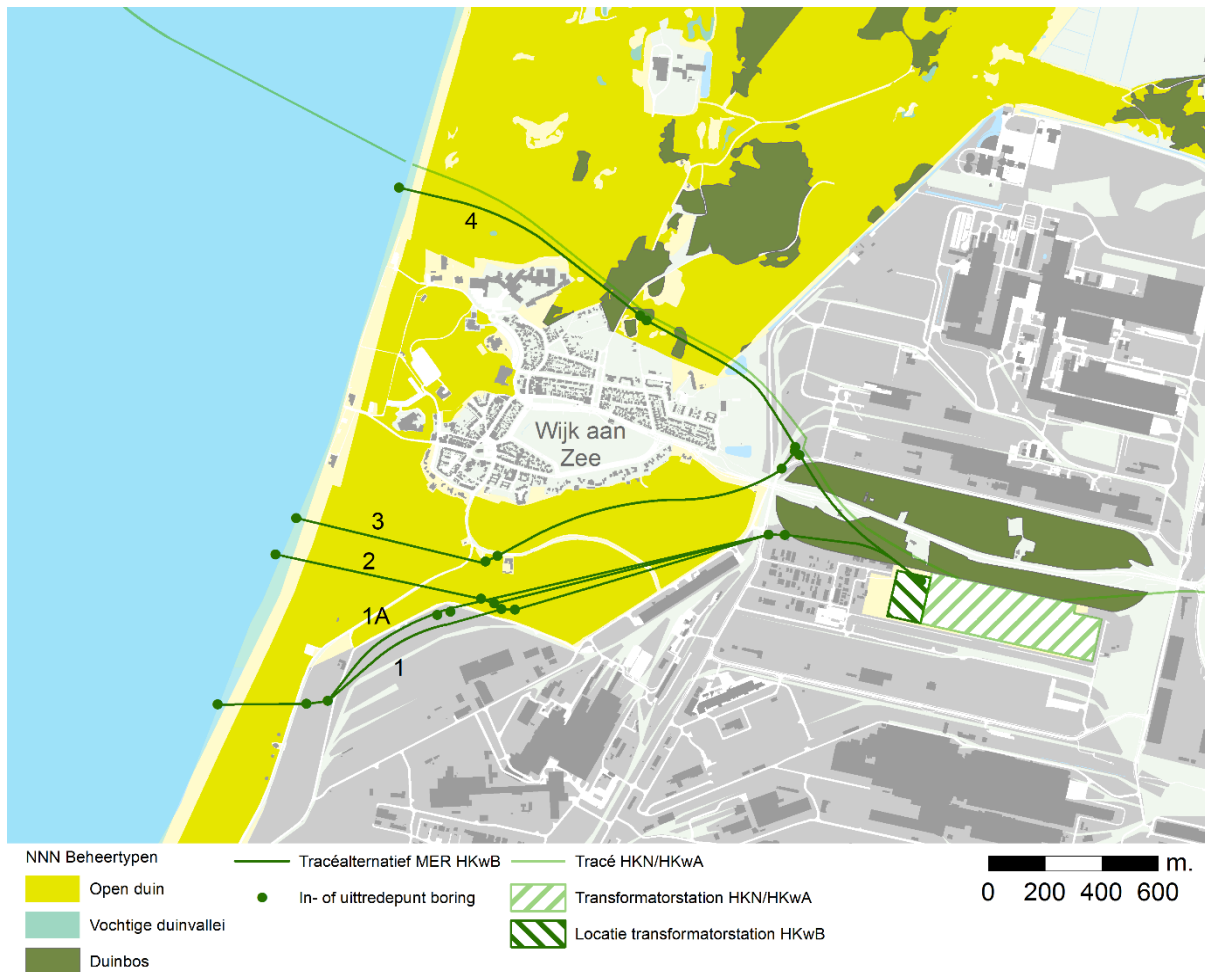 4
Wijk aan
Zee
3
2
1A
1
NNN Beheertypen
Open duin
Vochtige duinvallei
Duinbos
Tracéalternatief MER HKwB
In- of uittredepunt boring
Tracé HKN/HKwA
Transformatorstation HKN/HKwA
Locatie transformatorstation HKwB
m.
0 200 400 600